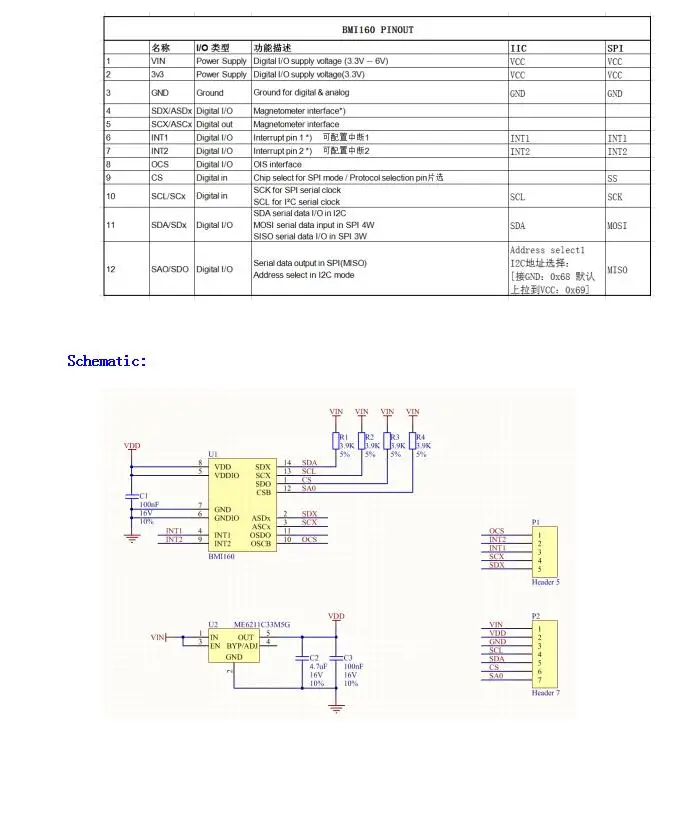 BMI160 PINOUT
名称 I/O 类型 功能描述 IIC SPI
1 VIN Power Supply Digital I/O supply voltage (3.3V -- 6V) VCC VCC
2 3v3 Power Supply Digital I/O supply voltage(3.3V) VCC VCC
3 GND Ground Ground for digital & analog GND GND
4 SDX/ASDx Digital I/O Magnetometer interface*)
5 SCX/ASCx Digital out Magnetometer interface
6 INT1 Digital I/O Interrupt pin 1 *) 可配置中断1 INT1 INT1
7 INT2 Digital I/O Interrupt pin 2 *) 可配置中断2 INT2 INT2
8 OCS Digital I/O OIS interface
9 CS Digital in Chip select for SPI mode / Protocol selection pin片选 SS
10 SCL/SCx Digital in SCK for SPI serial clock
SCL for I²C serial clock SCL SCK
11 SDA/SDx Digital I/O SDA serial data I/O in I2C
MOSI serial data input in SPI 4W
SISO serial data I/O in SPI 3W SDA MOSI
12 SAO/SDO Digital I/O Serial data output in SPI(MISO)
Address select in I2C mode
Address select1
I2C地址选择:
[接GND: 0x68 默认
上拉到VCC: 0x69]
MISO
Schematic:
VIN VIN VIN VIN
R1 R2 R3 R4
3.9K 3.9K 3.9K 3.9K
5% 5% 5% 5%
VDD
U1
8 VDD SDX 14 SDA
5 VDDIO SCX 13 SCL
SDO 1 CS
CSB 12 SA0
C1
100nF
16V
10%
7 GND
6 GNDIO ASDx 2 SDX
ASCx 3 SCX
INT1 4 INT1 OSDO 11
INT2 9 INT2 OSCB 10 OCS
BMI160
P1
OCS 1
INT2 2
INT1 3
SCX 4
SDX 5
Header 5
U2 ME6211C33M5G
VDD
VIN 1 IN OUT 5
3 EN BYP/ADJ 4
GND
2
C2
4.7uF
16V
10%
C3
100nF
16V
10%
P2
VIN 1
VDD 2
GND 3
SCL 4
SDA 5
CS 6
SA0 7
Header 7